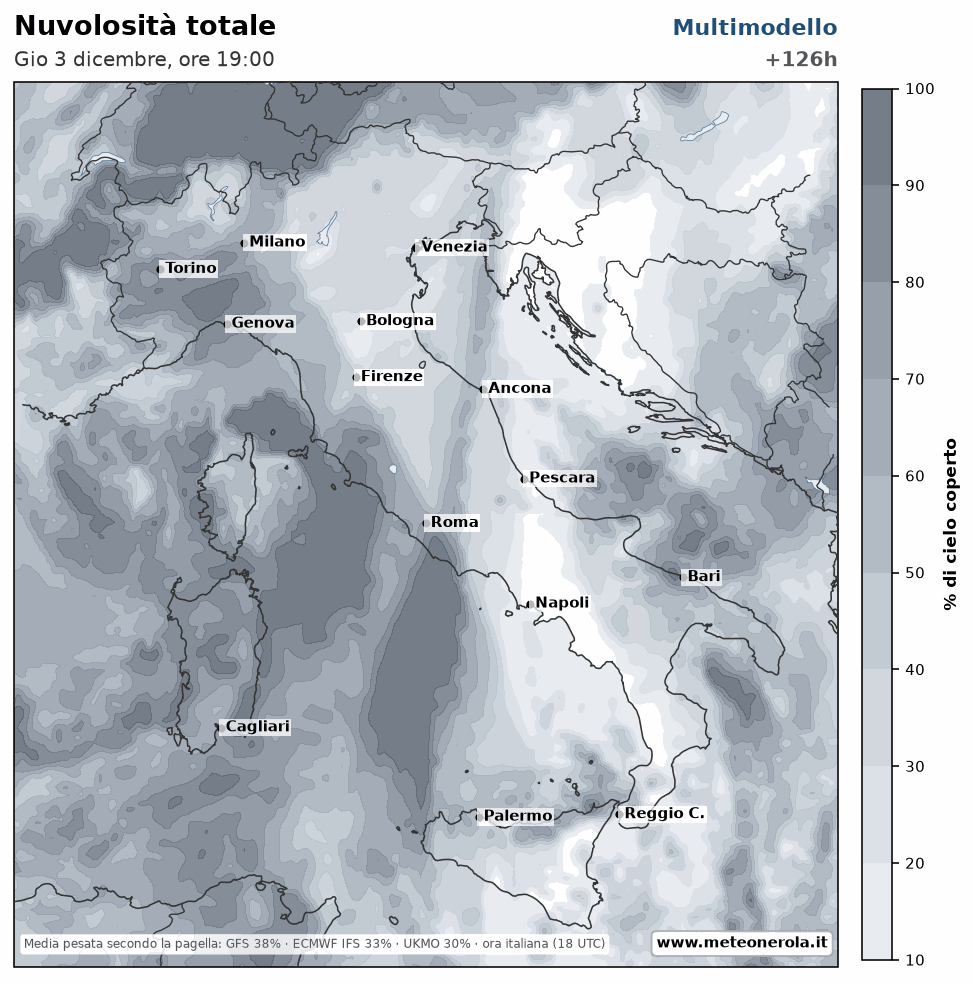 Nuvolosità totale
Multimodello
Gio 3 dicembre, ore 19:00
+126h
100
90
80
70
60
50
40
30
20
10
% di cielo coperto
Milano
Venezia
Torino
Bologna
Genova
Firenze
Ancona
Pescara
Roma
Bari
Napoli
Cagliari
Palermo
Reggio C.
Media pesata secondo la pagella: GFS 38% · ECMWF IFS 33% · UKMO 30% · ora italiana (18 UTC)
www.meteonerola.it